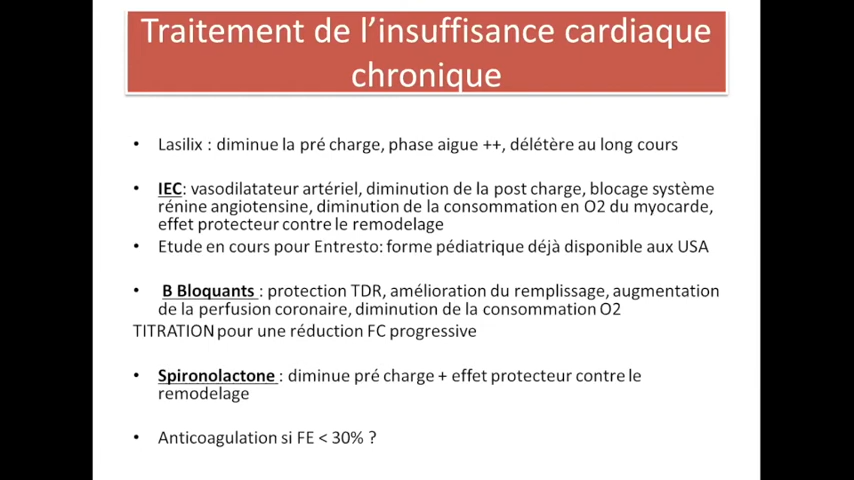 Traitement de l'insuffisance cardiaque
chronique
• Lasilix : diminue la pré charge, phase aigue ++, délétère au long cours
• IEC: vasodilatateur artériel, diminution de la post charge, blocage système
rénine angiotensine, diminution de la consommation en O2 du myocarde,
effet protecteur contre le remodelage
• Etude en cours pour Entresto: forme pédiatrique déjà disponible aux USA
• B Bloquants : protection TDR, amélioration du remplissage, augmentation
de la perfusion coronaire, diminution de la consommation O2
TITRATION pour une réduction FC progressive
• Spironolactone : diminue pré charge + effet protecteur contre le
remodelage
• Anticoagulation si FE < 30% ?